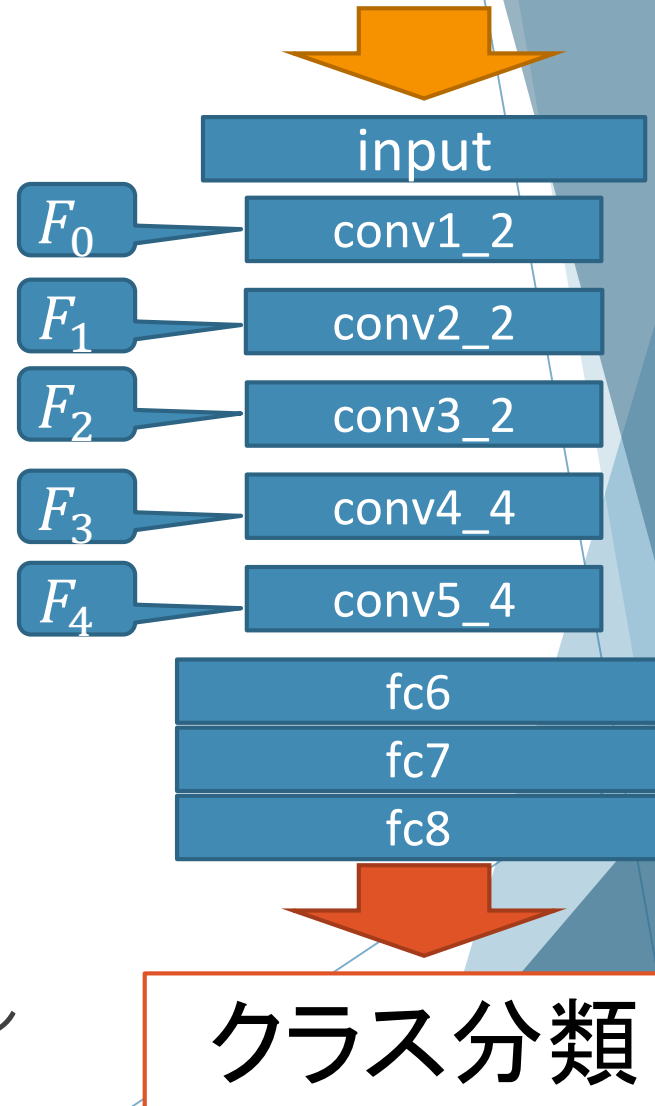 input
F0 conv1_2
F1 conv2_2
F2 conv3_2
F3 conv4_4
F4 conv5_4
fc6
fc7
fc8
クラス分類